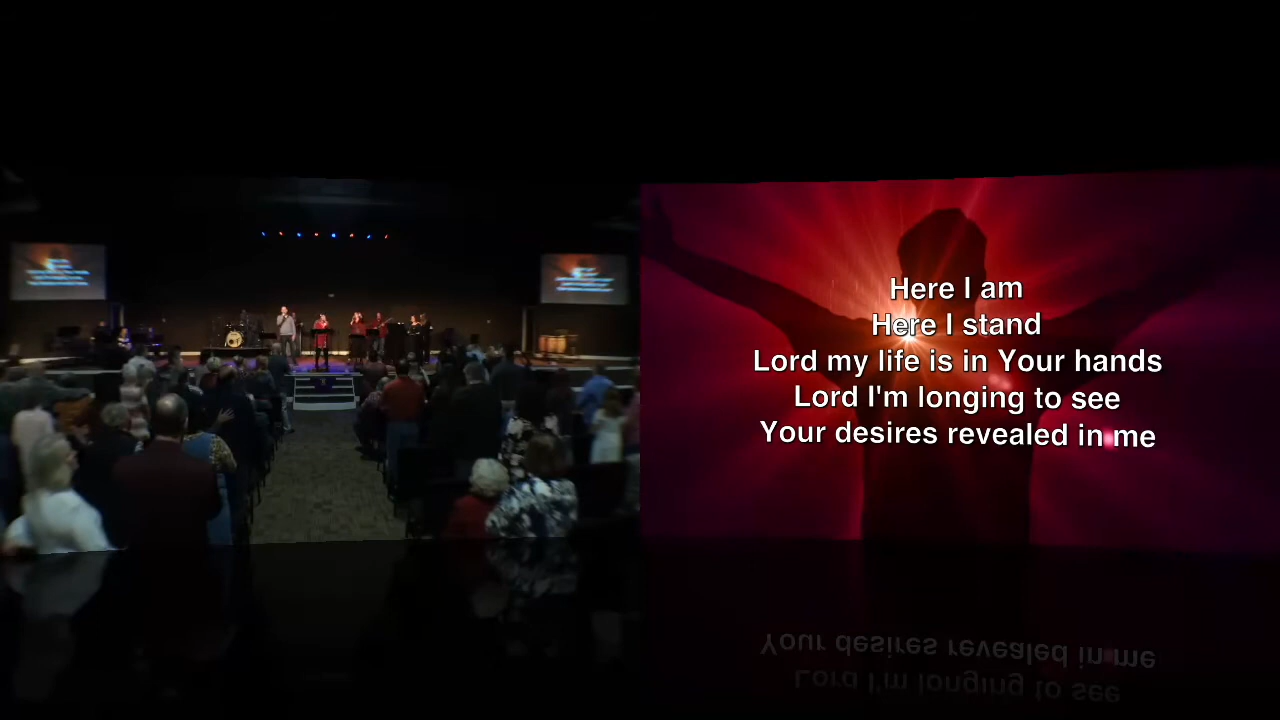 Here I am
Here I stand
Lord my life is in Your hands
Lord I'm longing to see
Your desires revealed in me